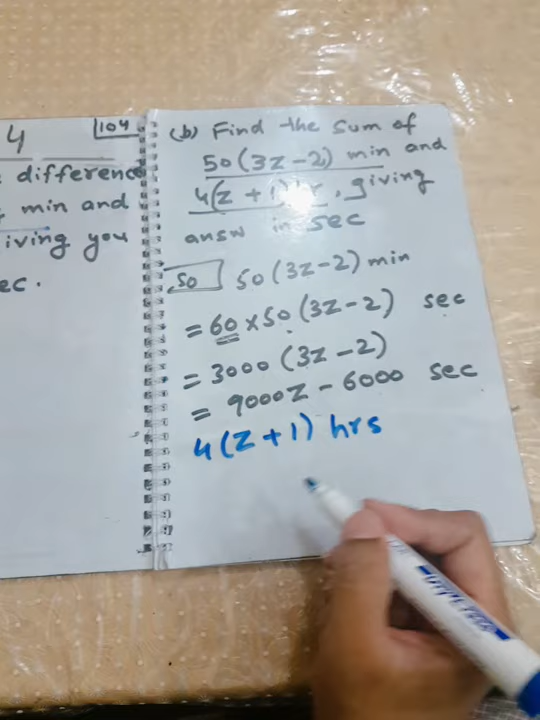 4 104
difference
min and
iving you
ec.
(b) Find the Sum of
50(3z-2) min and
4(z+1) , giving
answ in sec
so 50(3z-2) min
= 60 x 50 (3z-2) sec
= 3000 (3z-2)
= 9000z - 6000 sec
4(z+1) hrs